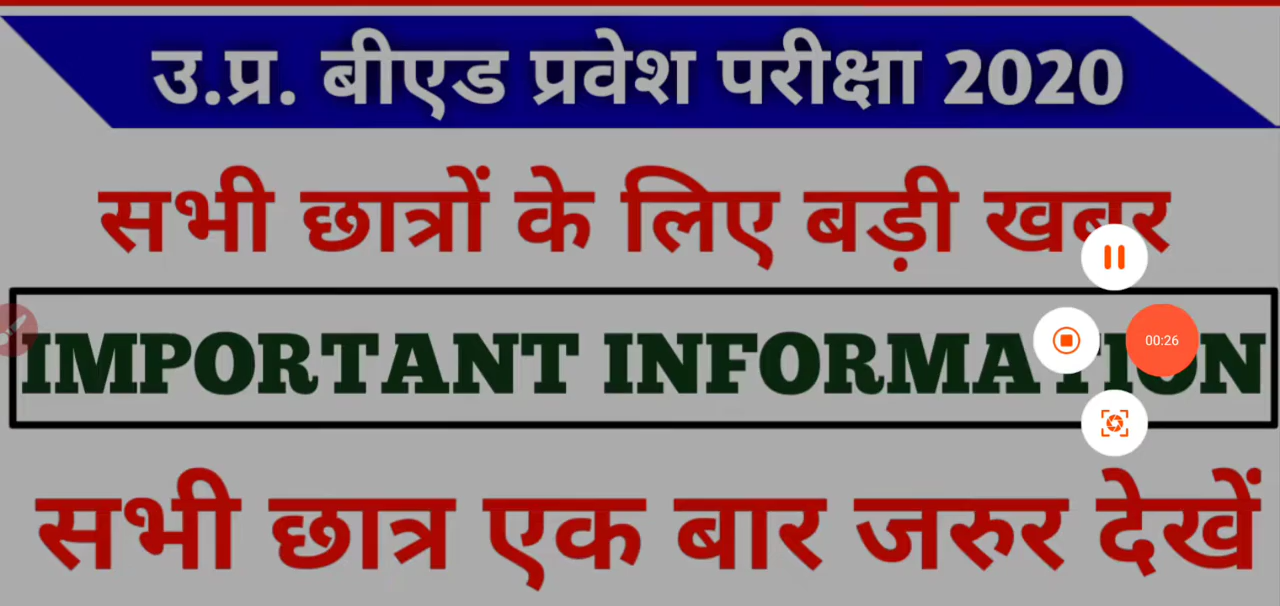 उ.प्र. बीएड प्रवेश परीक्षा 2020
सभी छात्रों के लिए बड़ी खबर
IMPORTANT INFORMATION
00:26
सभी छात्र एक बार जरुर देखें